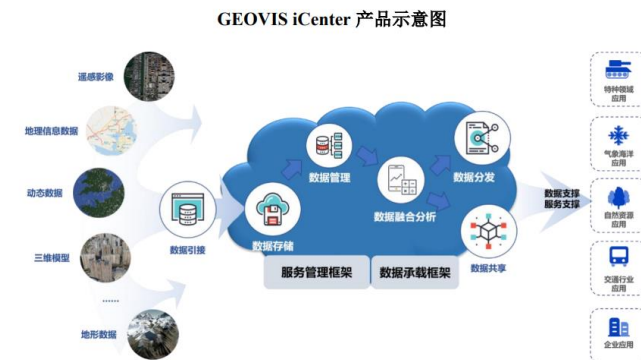 GEOVIS iCenter 产品示意图
遥感影像
地理信息数据
动态数据
三维模型
......
地形数据
数据引接
数据存储
数据管理
数据融合分析
数据分发
数据共享
服务管理框架
数据承载框架
数据支撑
服务支撑
特种领域
应用
气象海洋
应用
自然资源
应用
交通行业
应用
企业应用